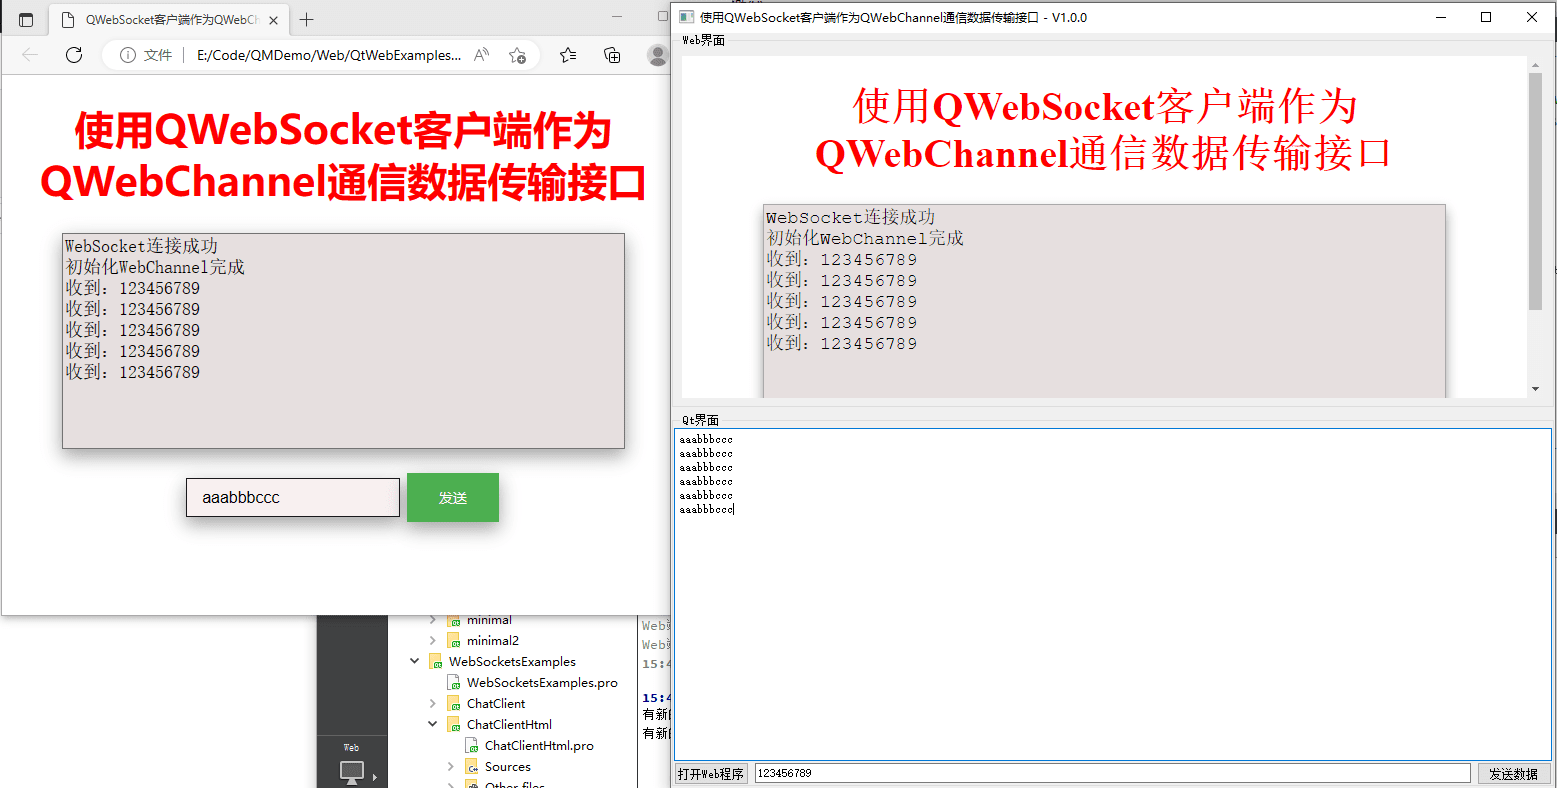 QWebSocket客户端作为QWebCh
文件
E:/Code/QMDemo/Web/QtWebExamples...
使用QWebSocket客户端作为
QWebChannel通信数据传输接口
WebSocket连接成功
初始化WebChannel完成
收到: 123456789
收到: 123456789
收到: 123456789
收到: 123456789
收到: 123456789
aaabbbccc
发送
minimal
minimal2
WebSocketsExamples
WebSocketsExamples.pro
ChatClient
ChatClientHtml
ChatClientHtml.pro
Sources
Other files
Web
Web
Web
15:4
15:4
有新
有新
使用QWebSocket客户端作为QWebChannel通信数据传输接口 - V1.0.0
Web界面
使用QWebSocket客户端作为
QWebChannel通信数据传输接口
WebSocket连接成功
初始化WebChannel完成
收到: 123456789
收到: 123456789
收到: 123456789
收到: 123456789
收到: 123456789
Qt界面
aaabbbccc
aaabbbccc
aaabbbccc
aaabbbccc
aaabbbccc
aaabbbccc
打开Web程序
123456789
发送数据